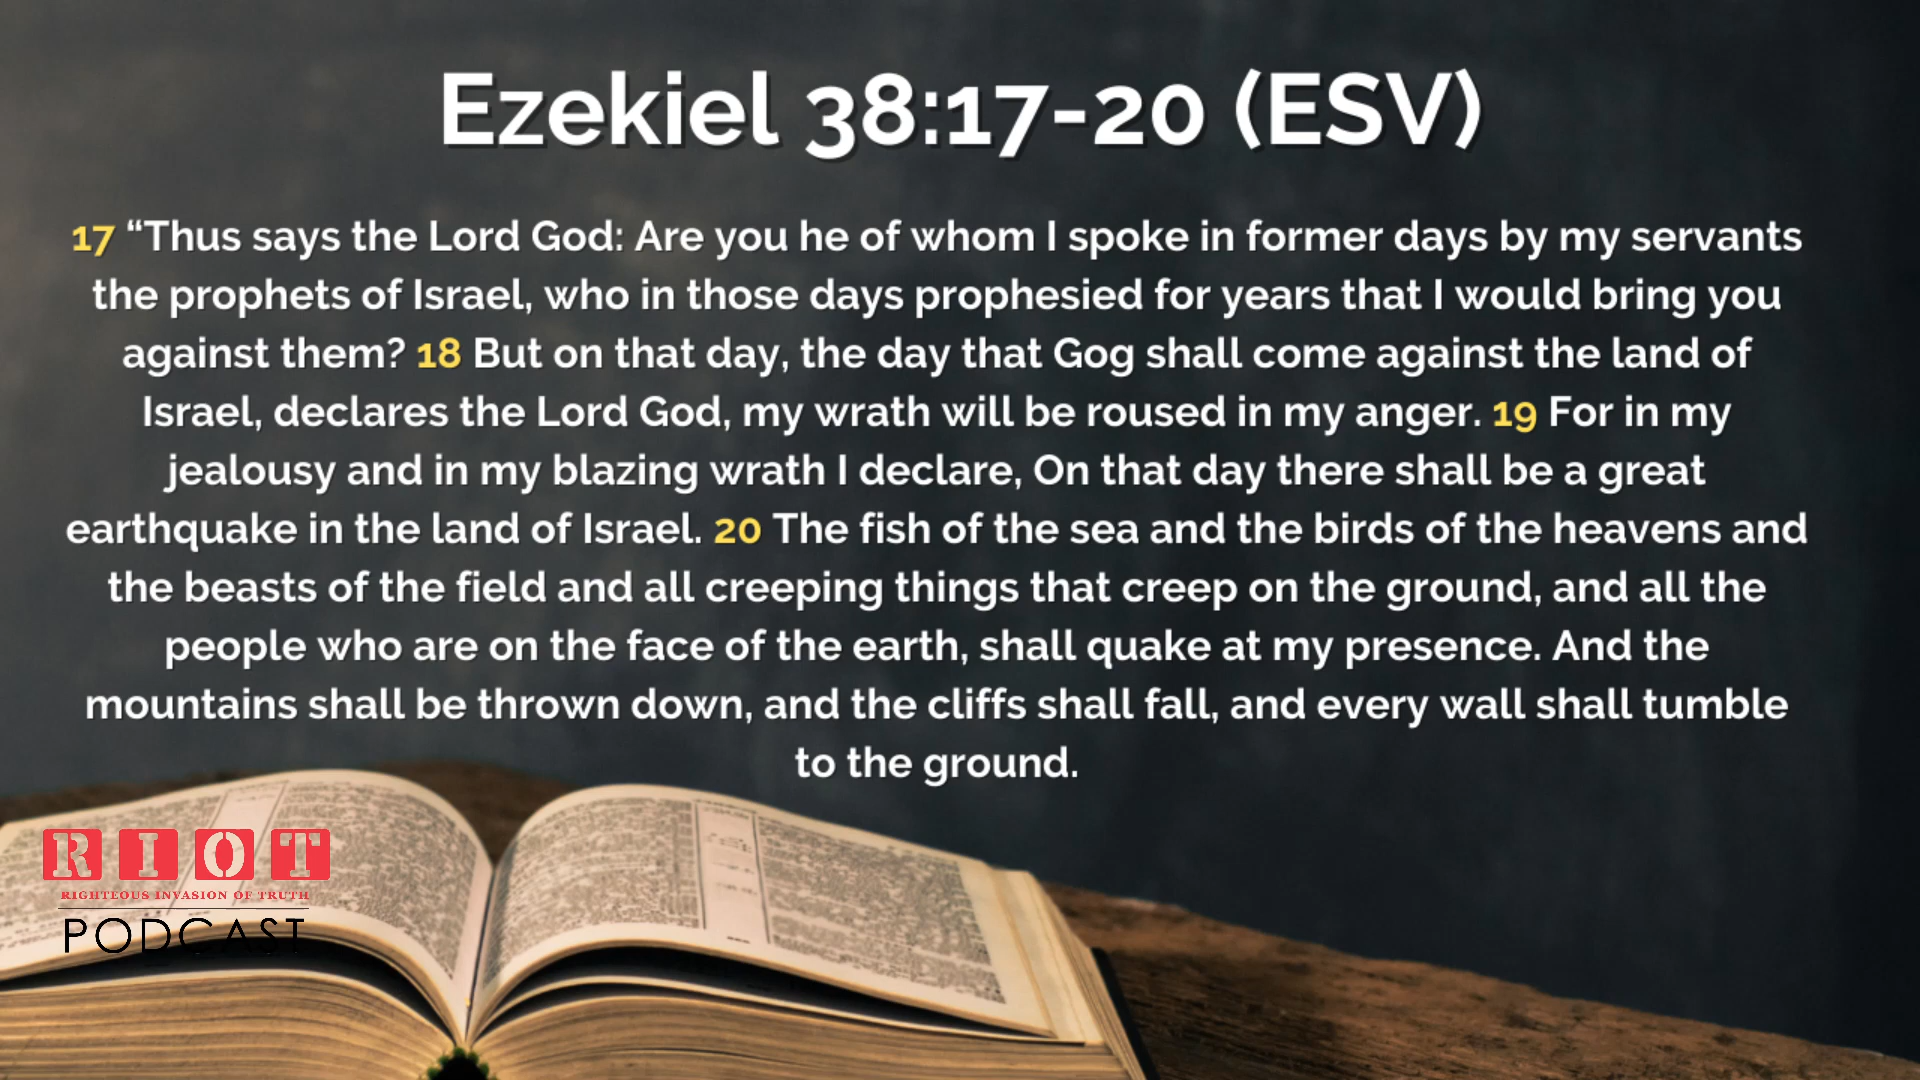 Ezekiel 38:17-20 (ESV)
17 “Thus says the Lord God: Are you he of whom I spoke in former days by my servants
the prophets of Israel, who in those days prophesied for years that I would bring you
against them? 18 But on that day, the day that Gog shall come against the land of
Israel, declares the Lord God, my wrath will be roused in my anger. 19 For in my
jealousy and in my blazing wrath I declare, On that day there shall be a great
earthquake in the land of Israel. 20 The fish of the sea and the birds of the heavens and
the beasts of the field and all creeping things that creep on the ground, and all the
people who are on the face of the earth, shall quake at my presence. And the
mountains shall be thrown down, and the cliffs shall fall, and every wall shall tumble
to the ground.
RIOT
RIGHTEOUS INVASION OF TRUTH
PODCAST